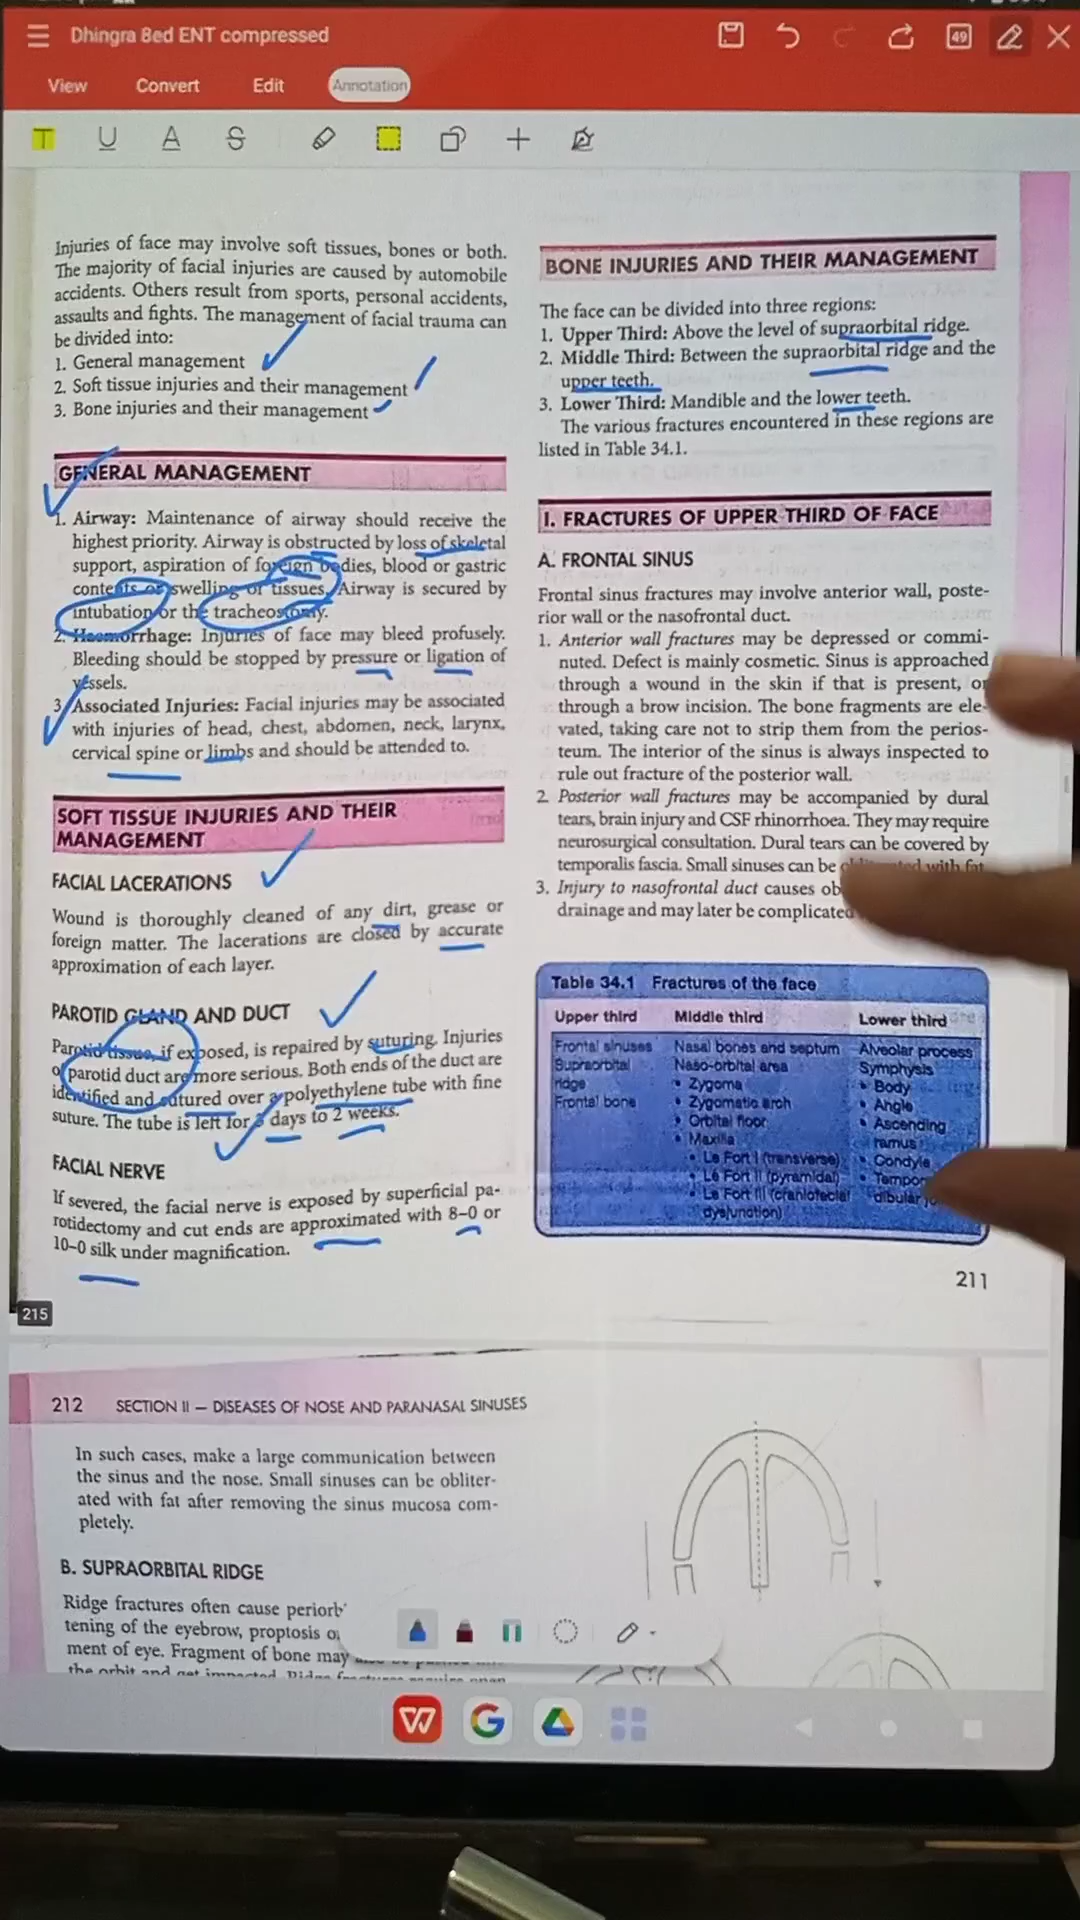 Dhingra 8ed ENT compressed
49
View Convert Edit Annotation
T U A S
Injuries of face may involve soft tissues, bones or both.
The majority of facial injuries are caused by automobile
accidents. Others result from sports, personal accidents,
assaults and fights. The management of facial trauma can
be divided into:
1. General management
2. Soft tissue injuries and their management
3. Bone injuries and their management
GENERAL MANAGEMENT
1. Airway: Maintenance of airway should receive the
highest priority. Airway is obstructed by loss of skeletal
support, aspiration of foreign bodies, blood or gastric
contents or swelling of tissues. Airway is secured by
intubation or the tracheostomy.
2. Haemorrhage: Injuries of face may bleed profusely.
Bleeding should be stopped by pressure or ligation of
vessels.
3. Associated Injuries: Facial injuries may be associated
with injuries of head, chest, abdomen, neck, larynx,
cervical spine or limbs and should be attended to.
SOFT TISSUE INJURIES AND THEIR
MANAGEMENT
FACIAL LACERATIONS
Wound is thoroughly cleaned of any dirt, grease or
foreign matter. The lacerations are closed by accurate
approximation of each layer.
PAROTID GLAND AND DUCT
Parotid tissue, if exposed, is repaired by suturing. Injuries
of parotid duct are more serious. Both ends of the duct are
identified and sutured over a polyethylene tube with fine
suture. The tube is left for 3 days to 2 weeks.
FACIAL NERVE
If severed, the facial nerve is exposed by superficial pa-
rotidectomy and cut ends are approximated with 8–0 or
10–0 silk under magnification.
215
BONE INJURIES AND THEIR MANAGEMENT
The face can be divided into three regions:
1. Upper Third: Above the level of supraorbital ridge.
2. Middle Third: Between the supraorbital ridge and the
upper teeth.
3. Lower Third: Mandible and the lower teeth.
The various fractures encountered in these regions are
listed in Table 34.1.
I. FRACTURES OF UPPER THIRD OF FACE
A. FRONTAL SINUS
Frontal sinus fractures may involve anterior wall, poste-
rior wall or the nasofrontal duct.
1. Anterior wall fractures may be depressed or commi-
nuted. Defect is mainly cosmetic. Sinus is approached
through a wound in the skin if that is present, or
through a brow incision. The bone fragments are ele-
vated, taking care not to strip them from the perios-
teum. The interior of the sinus is always inspected to
rule out fracture of the posterior wall.
2. Posterior wall fractures may be accompanied by dural
tears, brain injury and CSF rhinorrhoea. They may require
neurosurgical consultation. Dural tears can be covered by
temporalis fascia. Small sinuses can be with fat
3. Injury to nasofrontal duct causes
drainage and may later be complicated
Table 34.1 Fractures of the face
Upper third Middle third Lower third
Frontal sinuses Nasal bones and septum Alveolar process
Supraorbital Naso-orbital area Symphysis
ridge • Zygoma • Body
Frontal bone • Zygomatic arch • Angle
• Orbital floor • Ascending
• Maxilla ramus
• Le Fort I (transverse) • Condyle
• Le Fort II (pyramidal)
• Le Fort III (craniofacial
dysjunction)
211
212 SECTION II — DISEASES OF NOSE AND PARANASAL SINUSES
In such cases, make a large communication between
the sinus and the nose. Small sinuses can be obliter-
ated with fat after removing the sinus mucosa com-
pletely.
B. SUPRAORBITAL RIDGE
Ridge fractures often cause
tening of the eyebrow, proptosis
ment of eye. Fragment of bone may
the orbit and get impacted. Ridge